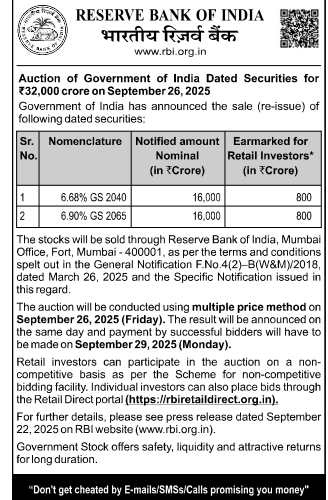 RESERVE BANK OF INDIA
भारतीय रिज़र्व बैंक
www.rbi.org.in
Auction of Government of India Dated Securities for
₹32,000 crore on September 26, 2025
Government of India has announced the sale (re-issue) of
following dated securities:
Sr. No. Nomenclature Notified amount Nominal (in ₹Crore) Earmarked for Retail Investors* (in ₹Crore)
1 6.68% GS 2040 16,000 800
2 6.90% GS 2065 16,000 800
The stocks will be sold through Reserve Bank of India, Mumbai
Office, Fort, Mumbai - 400001, as per the terms and conditions
spelt out in the General Notification F.No.4(2)–B(W&M)/2018,
dated March 26, 2025 and the Specific Notification issued in
this regard.
The auction will be conducted using multiple price method on
September 26, 2025 (Friday). The result will be announced on
the same day and payment by successful bidders will have to
be made on September 29, 2025 (Monday).
Retail investors can participate in the auction on a non-
competitive basis as per the Scheme for non-competitive
bidding facility. Individual investors can also place bids through
the Retail Direct portal (https://rbiretaildirect.org.in).
For further details, please see press release dated September
22, 2025 on RBI website (www.rbi.org.in).
Government Stock offers safety, liquidity and attractive returns
for long duration.
"Don't get cheated by E-mails/SMSs/Calls promising you money"